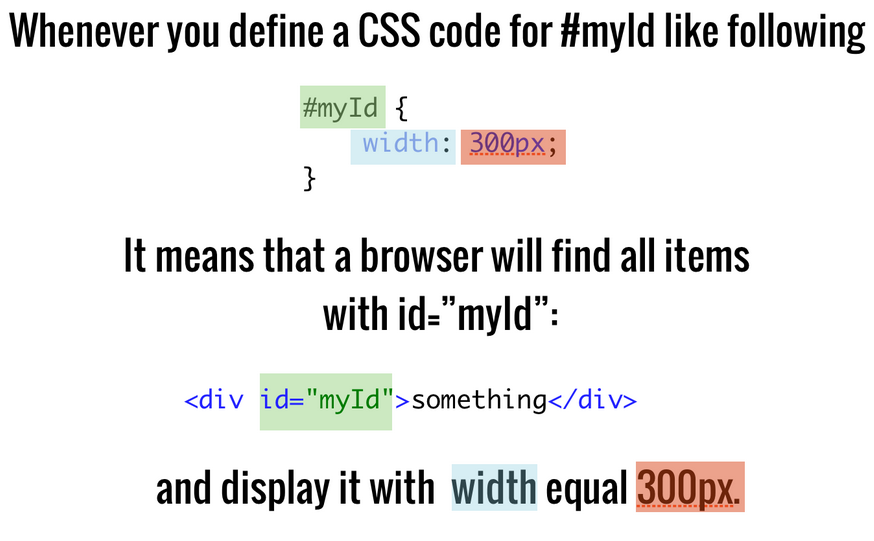 Whenever you define a CSS code for #myId like following
#myId {
width: 300px;
}
It means that a browser will find all items
with id=”myId”:
<div id="myId">something</div>
and display it with width equal 300px.